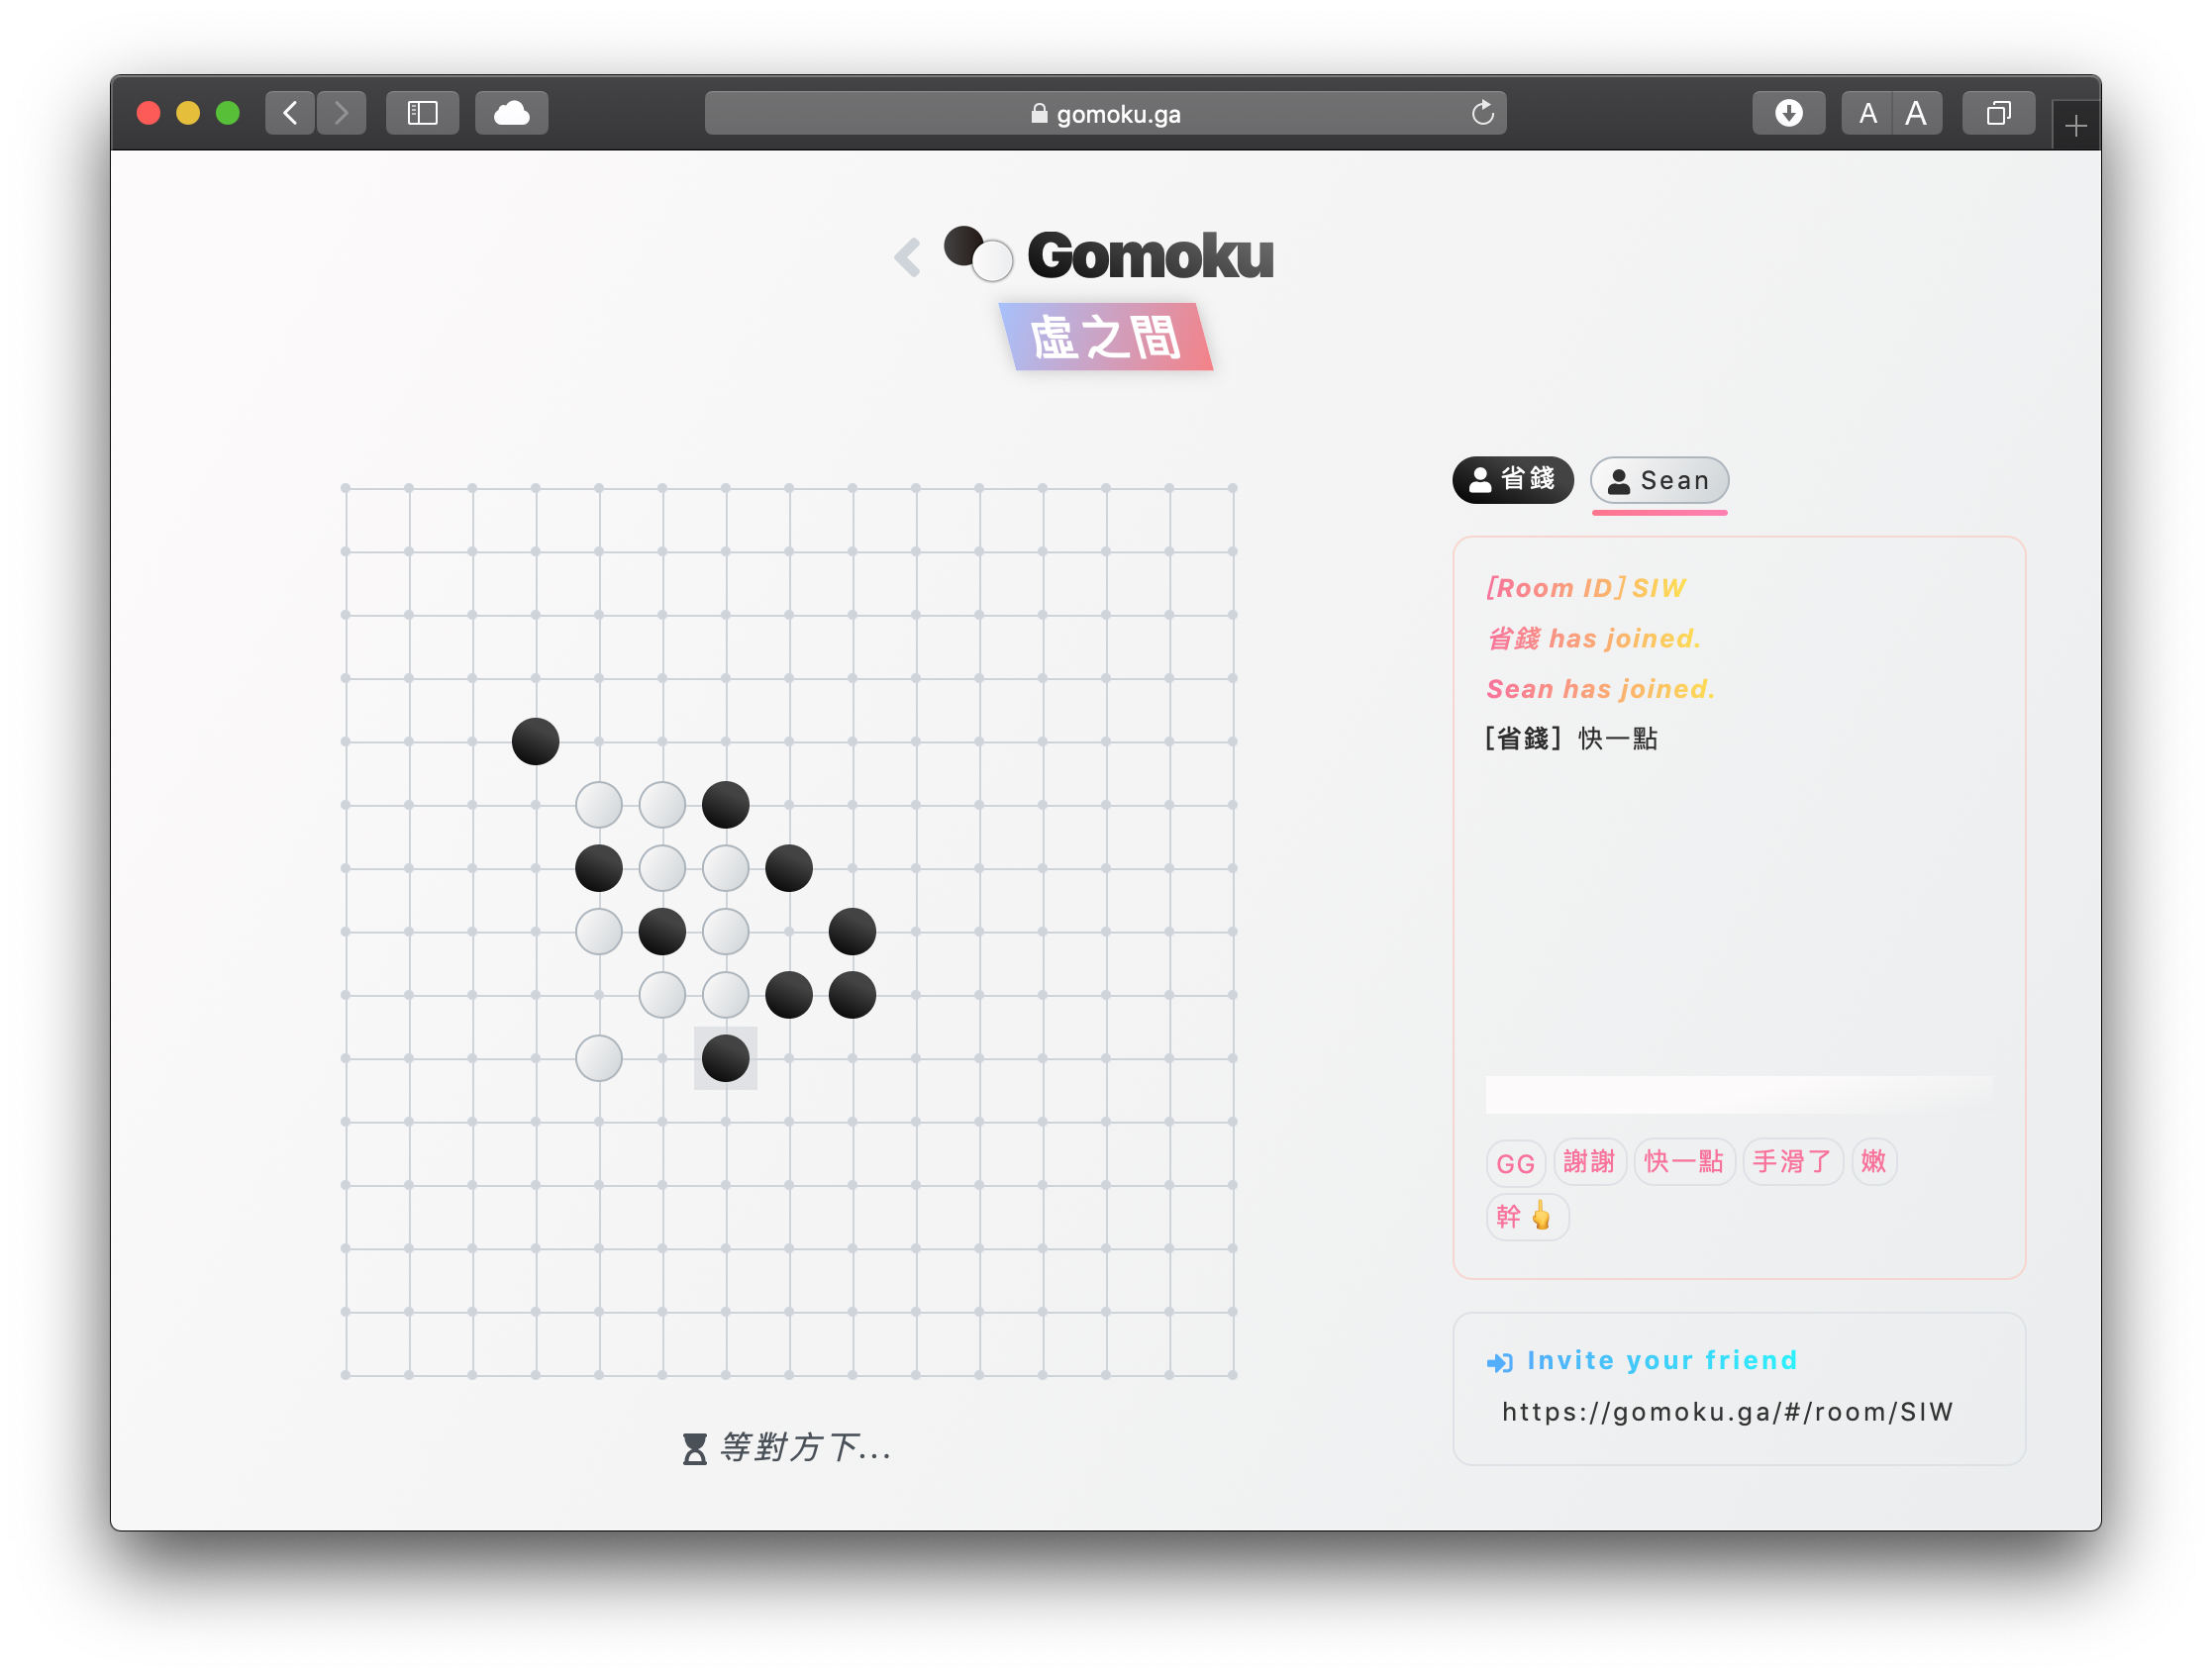 gomoku.ga
A A
Gomoku
虛之間
省錢 Sean
[Room ID] SIW
省錢 has joined.
Sean has joined.
[省錢] 快一點
GG 謝謝 快一點 手滑了 嫩
幹🖕
Invite your friend
https://gomoku.ga/#/room/SIW
等對方下...